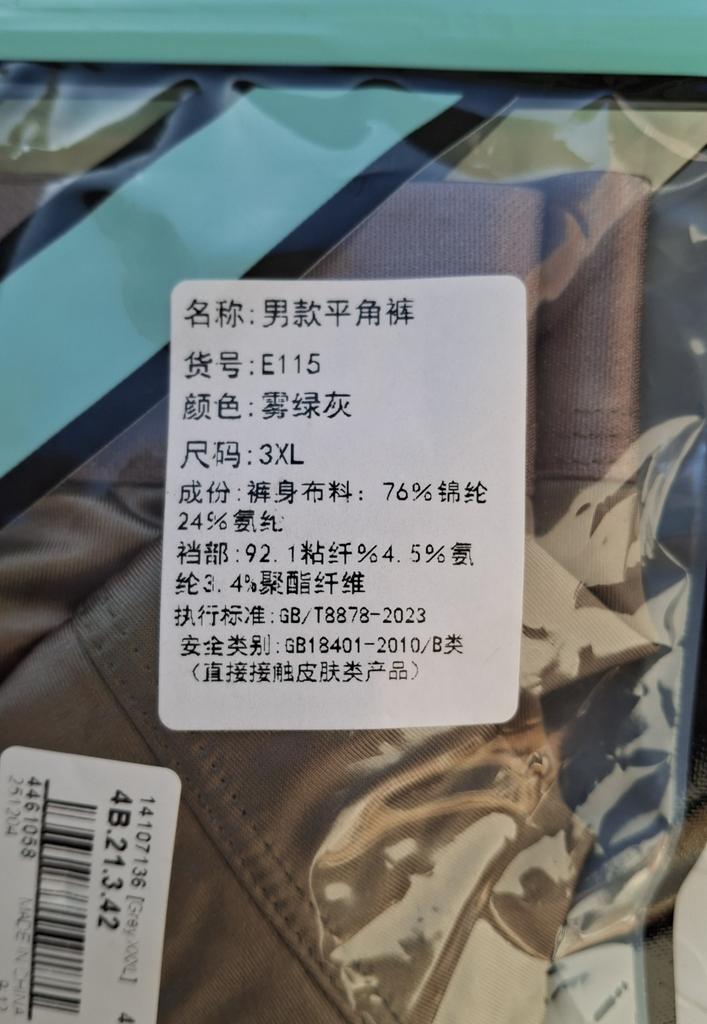 名称:男款平角裤
货号:E115
颜色:雾绿灰
尺码:3XL
成份:裤身布料: 76%锦纶
24%氨纶
裆部:92.1粘纤%4.5%氨
纶3.4%聚酯纤维
执行标准:GB/T8878-2023
安全类别:GB18401-2010/B类
(直接接触皮肤类产品)
14107136 [Grey,XXXL]
4B.21.3.42
4461058
251204
MADE IN CHINA